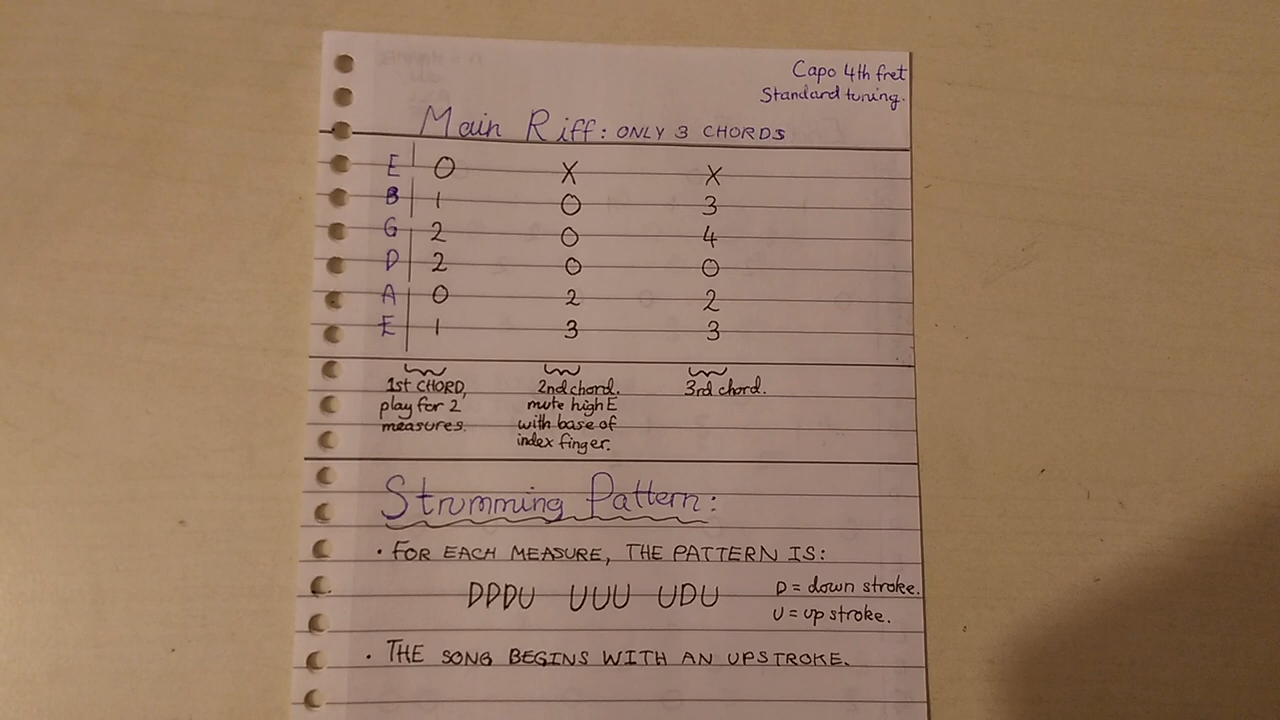 Capo 4th fret
Standard tuning.
Main Riff: ONLY 3 CHORDS
E 0 X X
B 1 0 3
G 2 0 4
D 2 0 0
A 0 2 2
E 1 3 3
1st CHORD, play for 2 measures.
2nd chord. mute high E with base of index finger.
3rd chord.
Strumming Pattern:
• FOR EACH MEASURE, THE PATTERN IS:
DDDU UUU UDU
D = down stroke.
U = up stroke.
• THE SONG BEGINS WITH AN UPSTROKE.